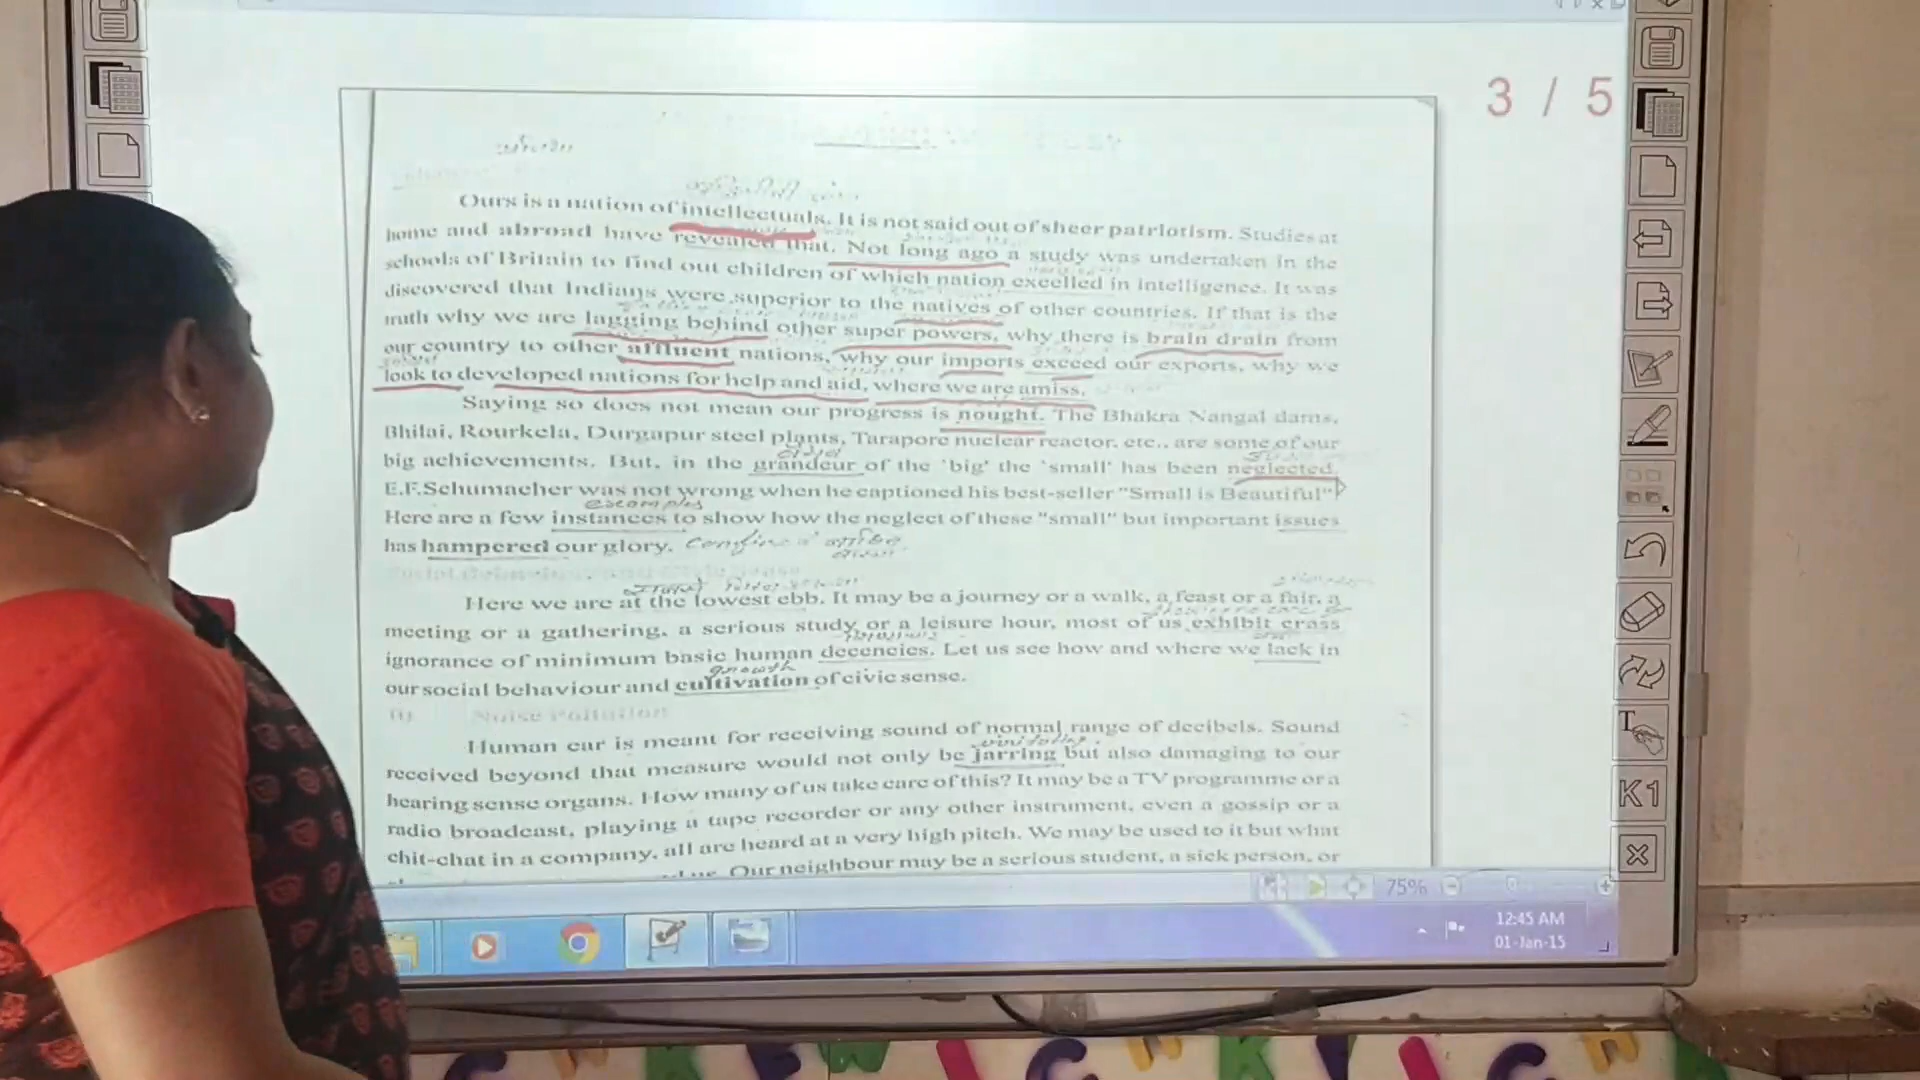 3 / 5
Ours is a nation of intellectuals. It is not said out of sheer patriotism. Studies at
home and abroad have revealed that. Not long ago a study was undertaken in the
schools of Britain to find out children of which nation excelled in intelligence. It was
discovered that Indians were superior to the natives of other countries. If that is the
truth why we are lagging behind other super powers, why there is brain drain from
our country to other affluent nations, why our imports exceed our exports, why we
look to developed nations for help and aid, where we are amiss.
Saying so does not mean our progress is nought. The Bhakra Nangal dams,
Bhilai, Rourkela, Durgapur steel plants, Tarapore nuclear reactor, etc., are some of our
big achievements. But, in the grandeur of the 'big' the 'small' has been neglected.
E.F.Schumacher was not wrong when he captioned his best-seller "Small is Beautiful"
examples
Here are a few instances to show how the neglect of these "small" but important issues
has hampered our glory.
Here we are at the lowest ebb. It may be a journey or a walk, a feast or a fair, a
meeting or a gathering, a serious study or a leisure hour, most of us exhibit crass
ignorance of minimum basic human decencies. Let us see how and where we lack in
growth
our social behaviour and cultivation of civic sense.
Noise Pollution
Human ear is meant for receiving sound of normal range of decibels. Sound
received beyond that measure would not only be jarring but also damaging to our
hearing sense organs. How many of us take care of this? It may be a TV programme or a
radio broadcast, playing a tape recorder or any other instrument, even a gossip or a
chit-chat in a company, all are heard at a very high pitch. We may be used to it but what
Our neighbour may be a serious student, a sick person, or
75%
12:45 AM
01-Jan-15
T
K1